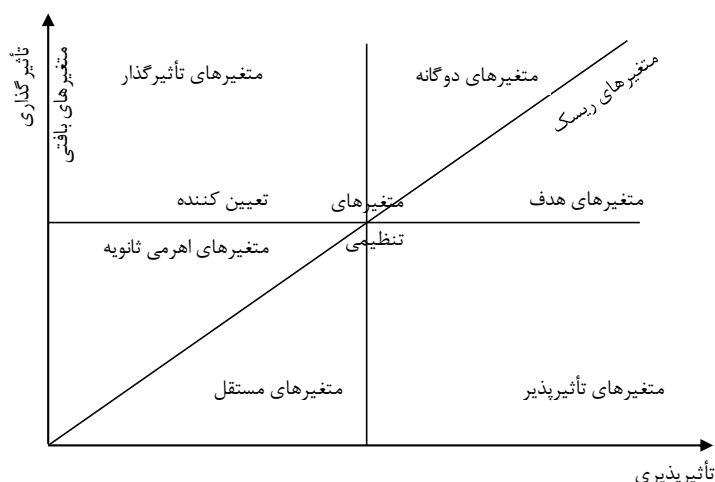 تأثیرگذاری
متغیرهای بافتی
متغیرهای تأثیرگذار
متغیرهای دوگانه
متغیرهای ریسک
تعیین کننده
متغیرهای
متغیرهای هدف
متغیرهای اهرمی ثانویه
تنظیمی
متغیرهای مستقل
متغیرهای تأثیرپذیر
تأثیرپذیری